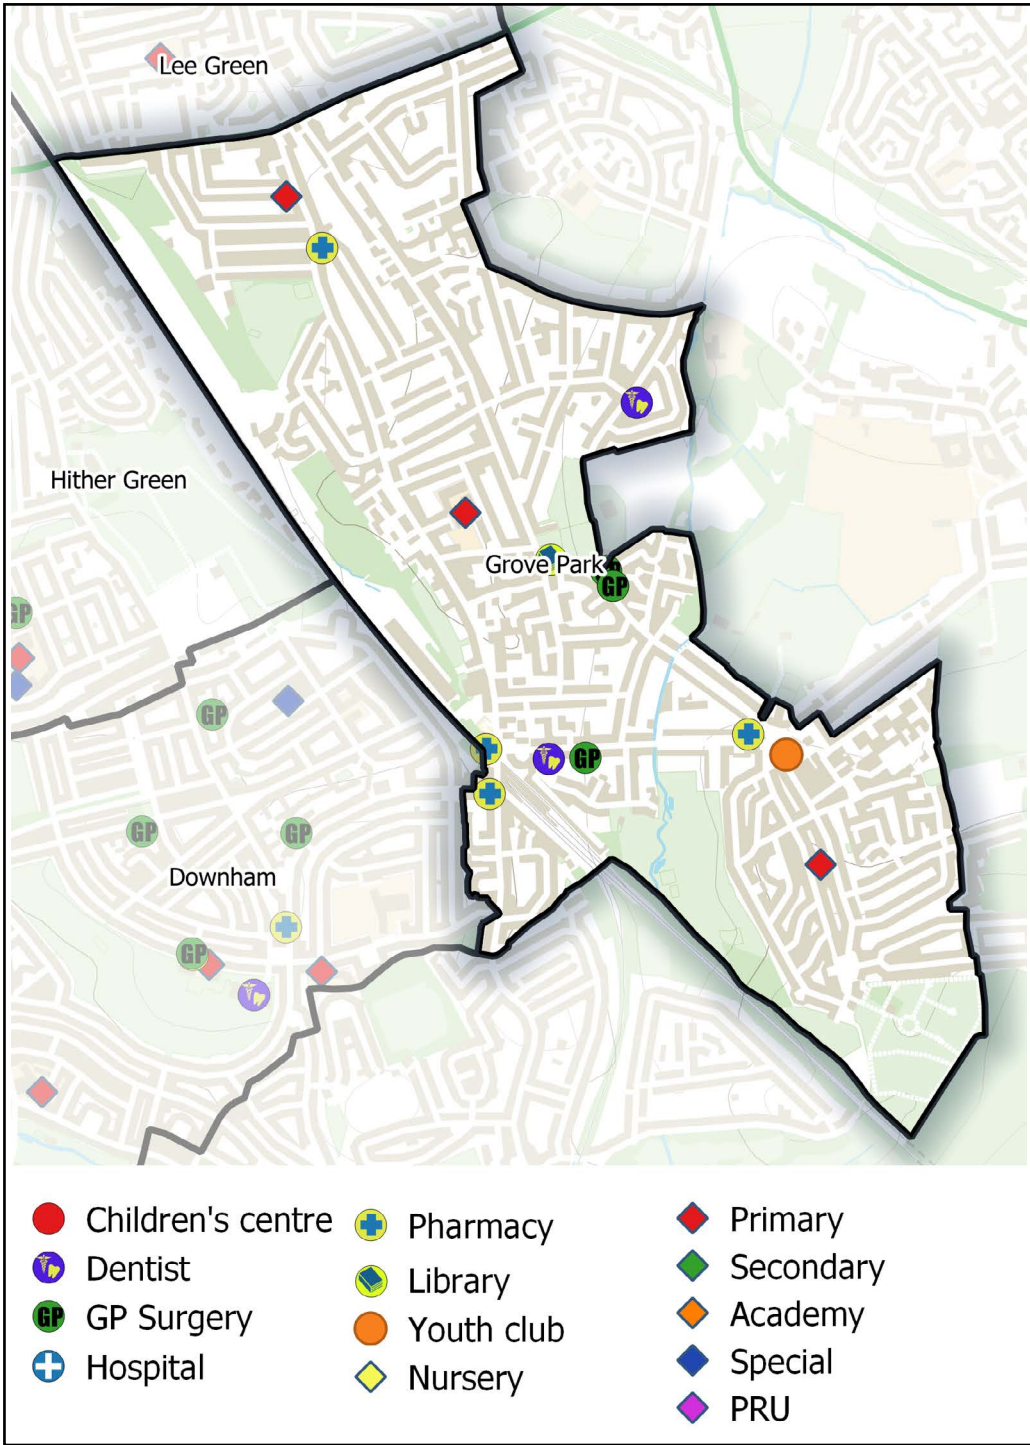 Lee Green
Hither Green
Grove Park
GP
GP
GP
GP
GP
GP
Downham
GP
GP
Children's centre
Dentist
GP Surgery
Hospital
Pharmacy
Library
Youth club
Nursery
Primary
Secondary
Academy
Special
PRU